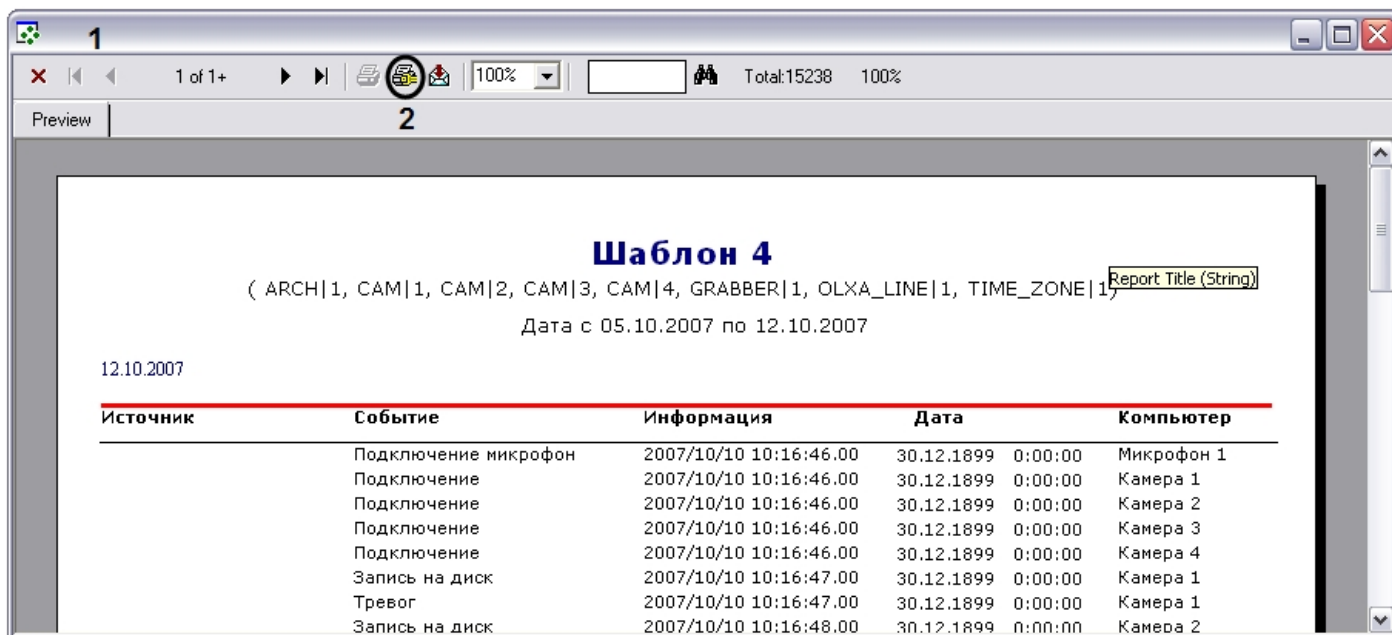 1
1 of 1+ 100% Total:15238 100%
Preview 2
Шаблон 4
( ARCH|1, CAM|1, CAM|2, CAM|3, CAM|4, GRABBER|1, OLXA_LINE|1, TIME_ZONE|1)
Report Title (String)
Дата с 05.10.2007 по 12.10.2007
12.10.2007
Источник Событие Информация Дата Компьютер
Подключение микрофон 2007/10/10 10:16:46.00 30.12.1899 0:00:00 Микрофон 1
Подключение 2007/10/10 10:16:46.00 30.12.1899 0:00:00 Камера 1
Подключение 2007/10/10 10:16:46.00 30.12.1899 0:00:00 Камера 2
Подключение 2007/10/10 10:16:46.00 30.12.1899 0:00:00 Камера 3
Подключение 2007/10/10 10:16:46.00 30.12.1899 0:00:00 Камера 4
Запись на диск 2007/10/10 10:16:47.00 30.12.1899 0:00:00 Камера 1
Тревог 2007/10/10 10:16:47.00 30.12.1899 0:00:00 Камера 1
Запись на диск 2007/10/10 10:16:48.00 30.12.1899 0:00:00 Камера 2